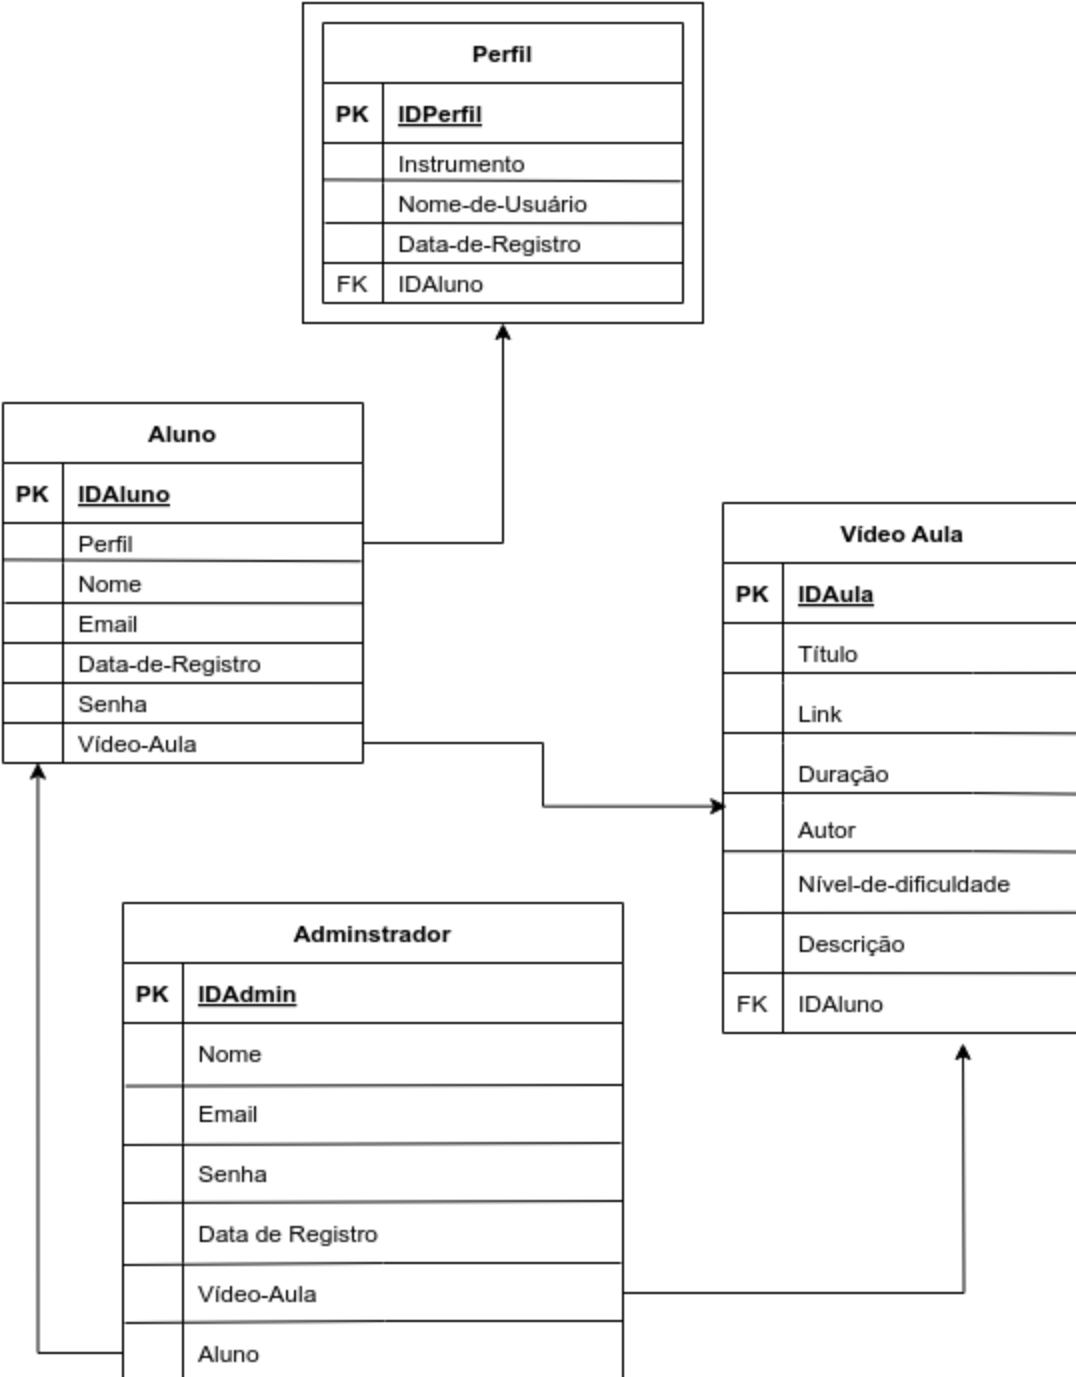 Perfil
PK IDPerfil
Instrumento
Nome-de-Usuário
Data-de-Registro
FK IDAluno
Aluno
PK IDAluno
Perfil
Nome
Email
Data-de-Registro
Senha
Vídeo-Aula
Vídeo Aula
PK IDAula
Título
Link
Duração
Autor
Nível-de-dificuldade
Descrição
FK IDAluno
Adminstrador
PK IDAdmin
Nome
Email
Senha
Data de Registro
Vídeo-Aula
Aluno